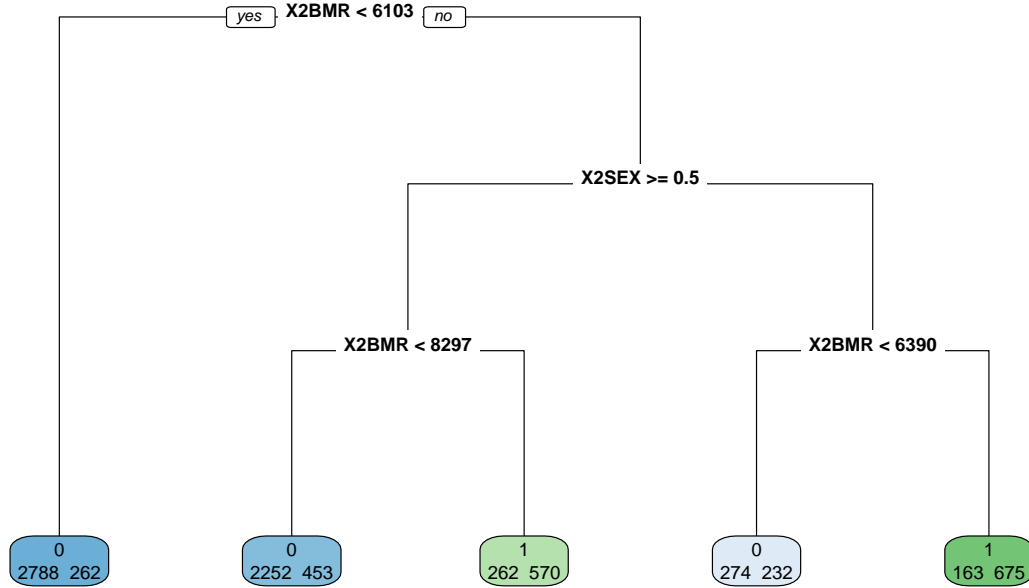 yes X2BMR < 6103 no
X2SEX >= 0.5
X2BMR < 8297 X2BMR < 6390
0 0 1 0 1
2788 262 2252 453 262 570 274 232 163 675